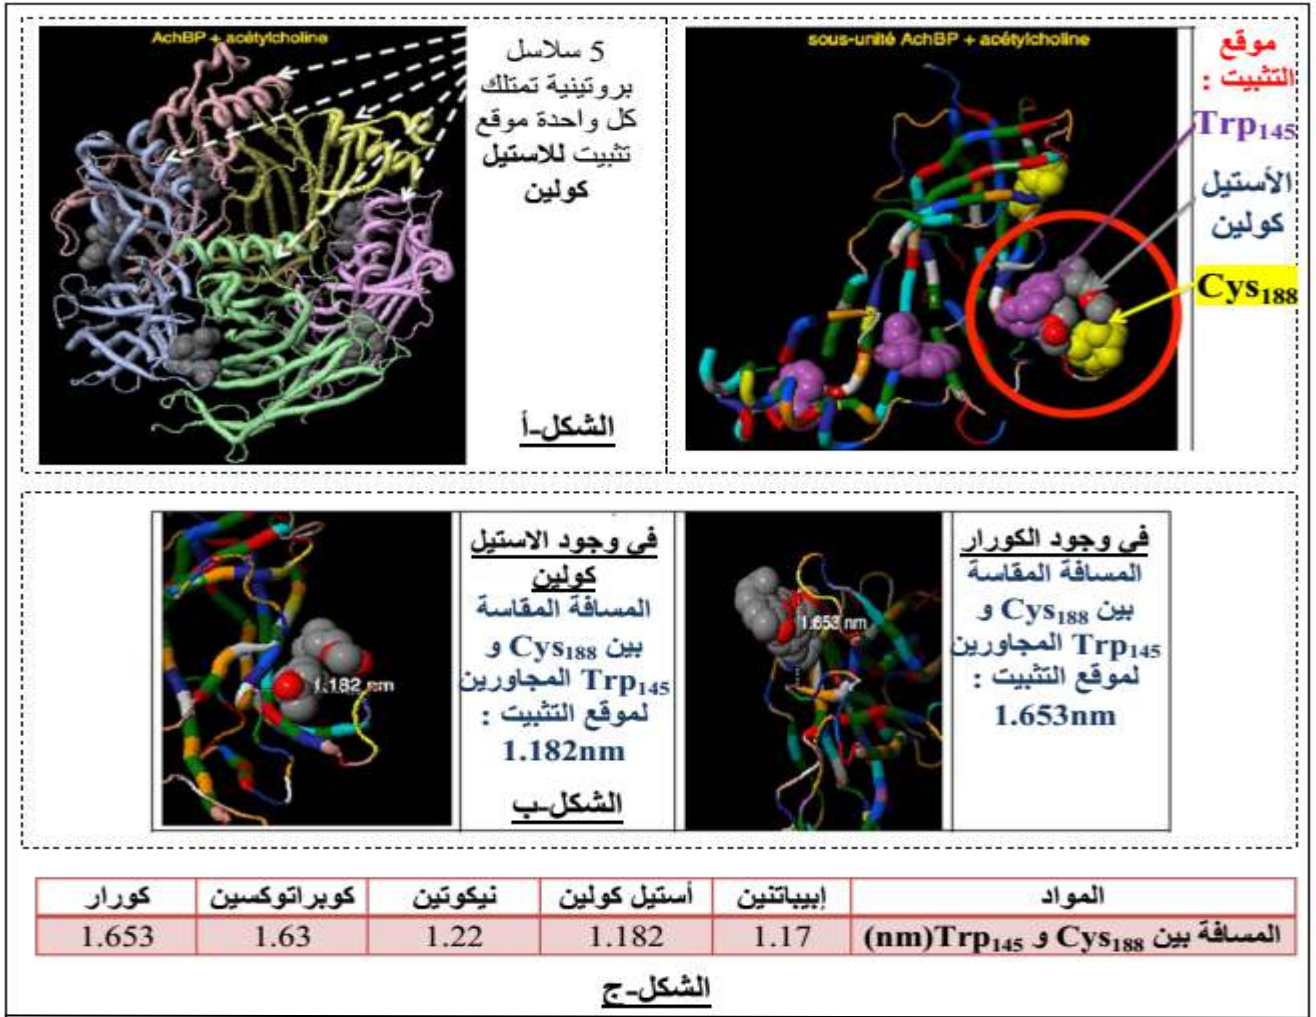 AchBP + acétylcholine
5 سلاسل
بروتينية تمتلك
كل واحدة موقع
تثبيت للاستيل
كولين
الشكل-أ
sous-unité AchBP + acétylcholine
موقع
التثبيت :
Trp145
الأستيل
كولين
Cys188
1.182 nm
في وجود الاستيل
كولين
المسافة المقاسة
بين Cys188 و
Trp145 المجاورين
لموقع التثبيت :
1.182nm
الشكل-ب
1.653 nm
في وجود الكورار
المسافة المقاسة
بين Cys188 و
Trp145 المجاورين
لموقع التثبيت :
1.653nm
المواد إيبباتنين أستيل كولين نيكوتين كوبراتوكسين كورار
المسافة بين Cys188 و Trp145(nm) 1.17 1.182 1.22 1.63 1.653
الشكل-ج